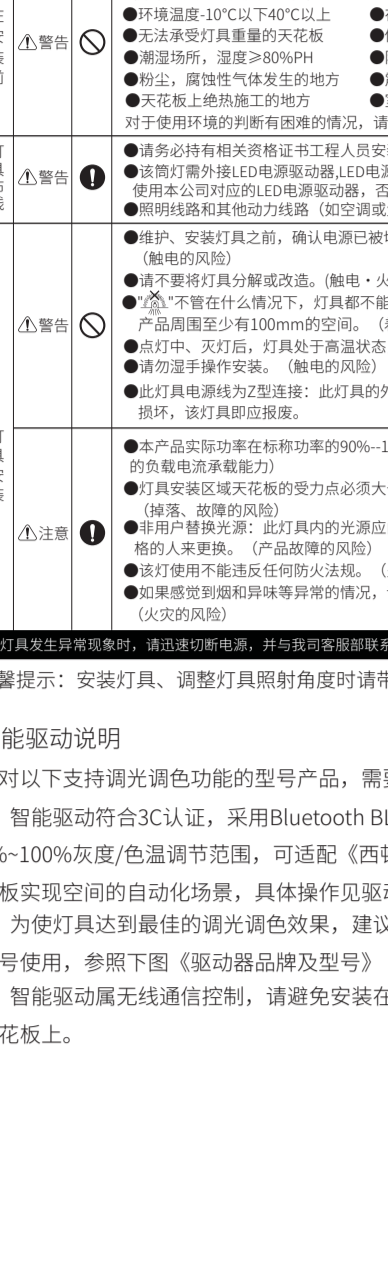 ●环境温度-10℃以下40℃以上
●无法承受灯具重量的天花板
⚠警告
●潮湿场所，湿度≥80%PH
●粉尘，腐蚀性气体发生的地方
●天花板上绝热施工的地方
对于使用环境的判断有困难的情况，请
●请务必持有相关资格证书工程人员安
⚠警告
●该筒灯需外接LED电源驱动器,LED电
使用本公司对应的LED电源驱动器，否
●照明线路和其他动力线路（如空调或
●维护、安装灯具之前，确认电源已被
（触电的风险）
●请不要将灯具分解或改造。(触电・火
●" "不管在什么情况下，灯具都不能
⚠警告
产品周围至少有100mm的空间。（
●点灯中、灭灯后，灯具处于高温状态
●请勿湿手操作安装。（触电的风险）
●此灯具电源线为Z型连接：此灯具的外
损坏，该灯具即应报废。
●本产品实际功率在标称功率的90%--1
的负载电流承载能力）
●灯具安装区域天花板的受力点必须大
（掉落、故障的风险）
⚠注意
●非用户替换光源：此灯具内的光源应
格的人来更换。（产品故障的风险）
●该灯使用不能违反任何防火法规。（
●如果感觉到烟和异味等异常的情况，
（火灾的风险）
灯具发生异常现象时，请迅速切断电源，并与我司客服部联系
馨提示：安装灯具、调整灯具照射角度时请带
能驱动说明
对以下支持调光调色功能的型号产品，需要
智能驱动符合3C认证，采用Bluetooth BL
%~100%灰度/色温调节范围，可适配《西顿
板实现空间的自动化场景，具体操作见驱动
为使灯具达到最佳的调光调色效果，建议
号使用，参照下图《驱动器品牌及型号》
智能驱动属无线通信控制，请避免安装在
花板上。